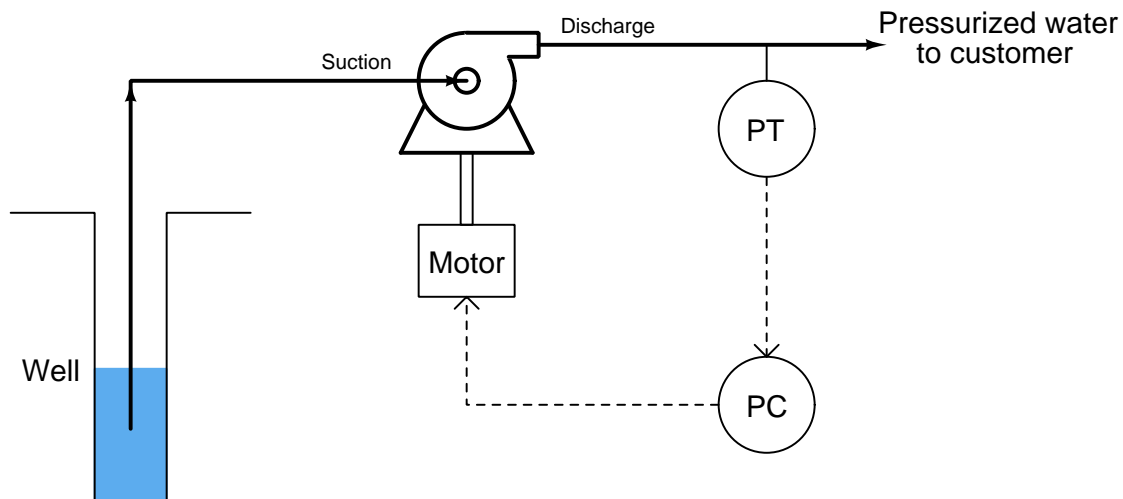 Pressurized water
to customer
Discharge
Suction
PT
Motor
Well
PC